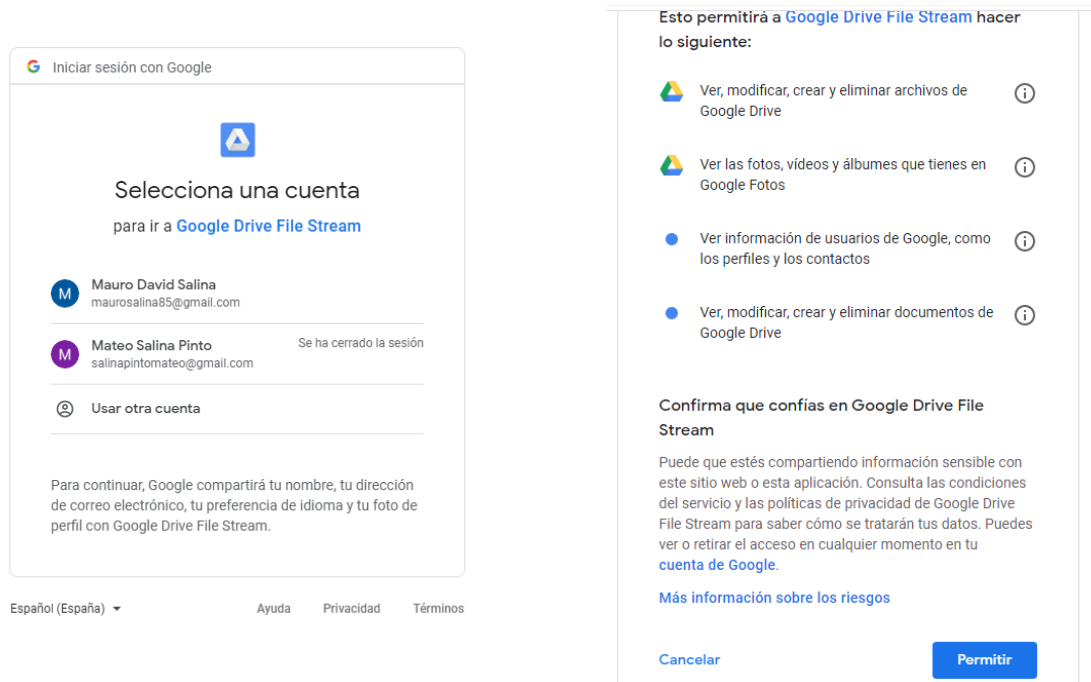 Iniciar sesión con Google
Selecciona una cuenta
para ir a Google Drive File Stream
M
Mauro David Salina
maurosalina85@gmail.com
M
Mateo Salina Pinto
Se ha cerrado la sesión
salinapintomateo@gmail.com
Usar otra cuenta
Para continuar, Google compartirá tu nombre, tu dirección
de correo electrónico, tu preferencia de idioma y tu foto de
perfil con Google Drive File Stream.
Español (España)
Ayuda
Privacidad
Términos
Esto permitirá a Google Drive File Stream hacer
lo siguiente:
Ver, modificar, crear y eliminar archivos de
Google Drive
Ver las fotos, vídeos y álbumes que tienes en
Google Fotos
Ver información de usuarios de Google, como
los perfiles y los contactos
Ver, modificar, crear y eliminar documentos de
Google Drive
Confirma que confías en Google Drive File
Stream
Puede que estés compartiendo información sensible con
este sitio web o esta aplicación. Consulta las condiciones
del servicio y las políticas de privacidad de Google Drive
File Stream para saber cómo se tratarán tus datos. Puedes
ver o retirar el acceso en cualquier momento en tu
cuenta de Google.
Más información sobre los riesgos
Cancelar
Permitir